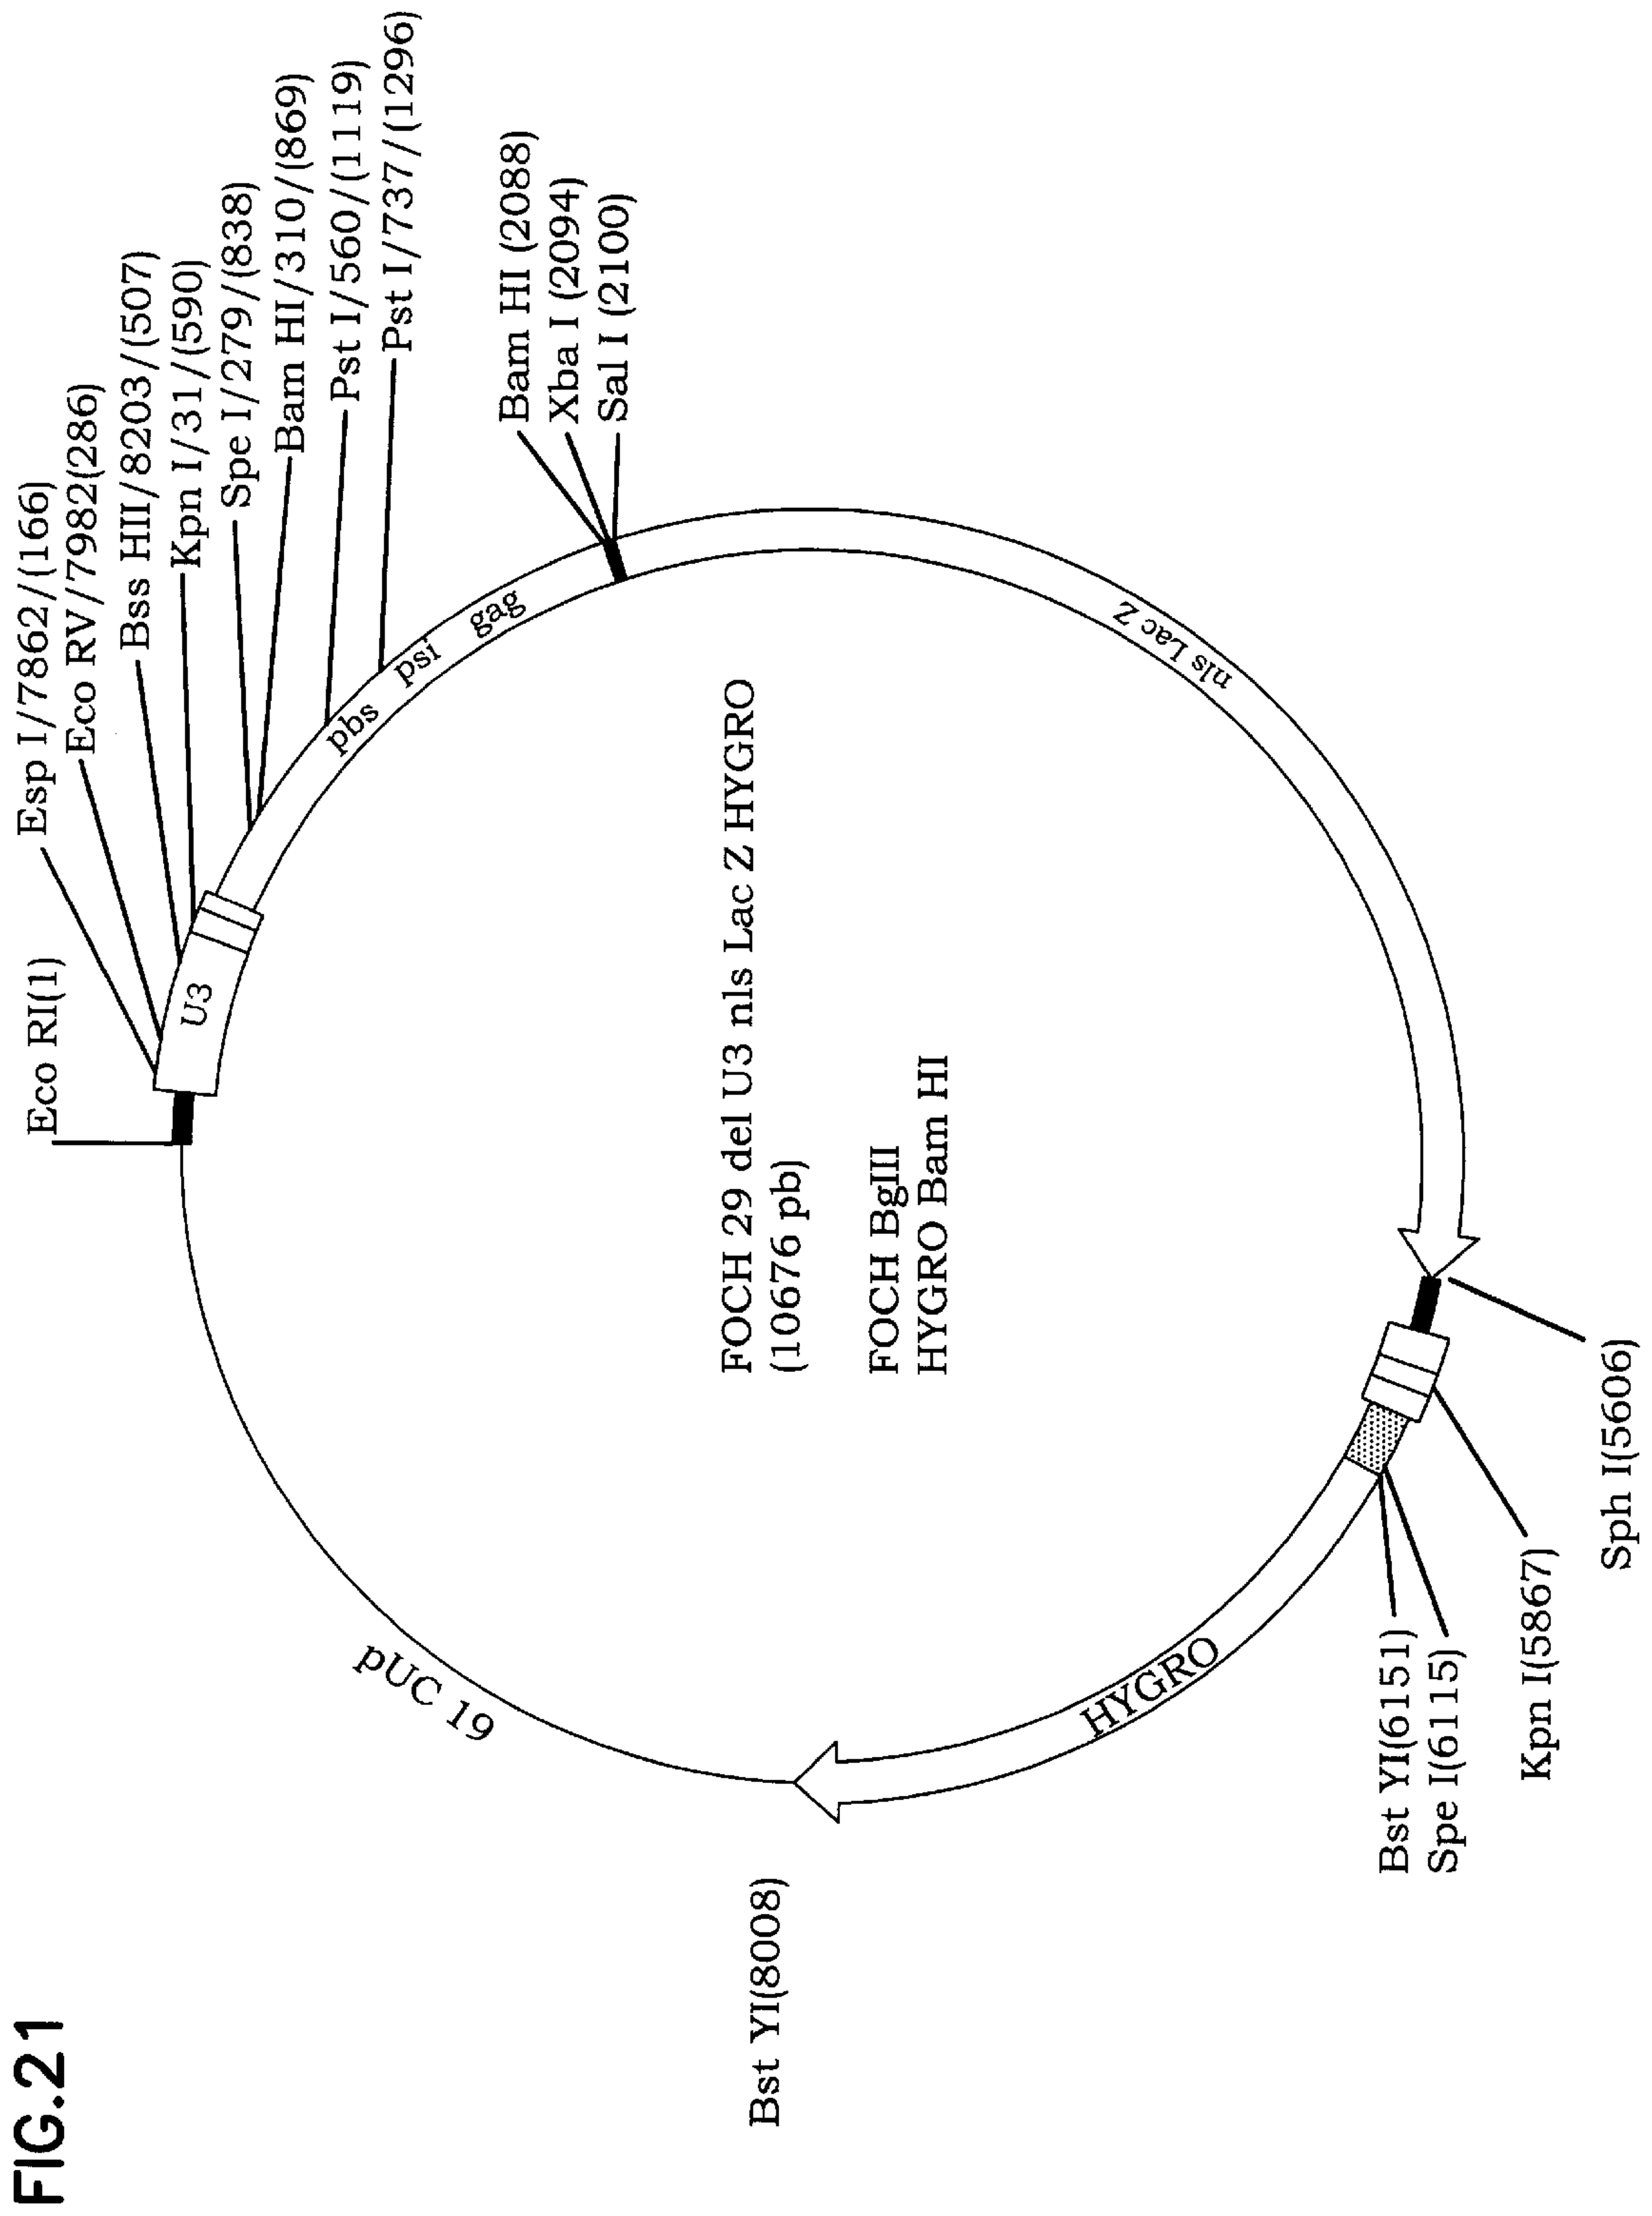 FIG.21
Eco RI(1)
Esp I/7862/(166)
Eco RV/7982(286)
Bss HII/8203/(507)
Kpn I/31/(590)
Spe I/279/(838)
Bam HI/310/(869)
Pst I/560/(1119)
Pst I/737/(1296)
Bam HI (2088)
Xba I (2094)
Sal I (2100)
U3
pbs
psi
gag
nls Lac Z
FOCH 29 del U3 nls Lac Z HYGRO
(10676 pb)
FOCH BgIII
HYGRO Bam HI
pUC 19
HYGRO
Bst YI(8008)
Bst YI(6151)
Spe I(6115)
Kpn I(5867)
Sph I(5606)